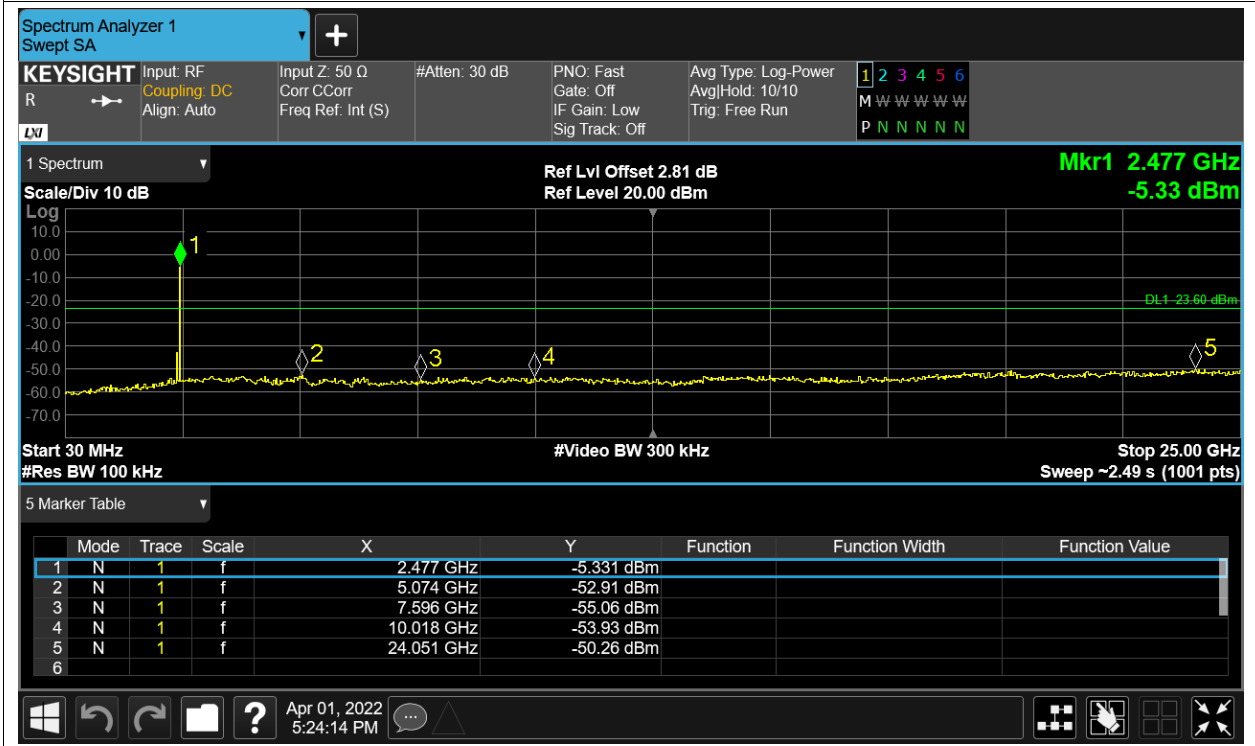 Spectrum Analyzer 1
Swept SA
+
KEYSIGHT Input: RF Input Z: 50 Ω #Atten: 30 dB PNO: Fast Avg Type: Log-Power 1 2 3 4 5 6
R Coupling: DC Corr CCorr Gate: Off Avg|Hold: 10/10 M W W W W W
Align: Auto Freq Ref: Int (S) IF Gain: Low Trig: Free Run
LXI Sig Track: Off P N N N N N
1 Spectrum Ref Lvl Offset 2.81 dB Mkr1 2.477 GHz
Scale/Div 10 dB Ref Level 20.00 dBm -5.33 dBm
Log
10.0
1
0.00
-10.0
-20.0
DL1 -23.60 dBm
-30.0
-40.0
2 3 4 5
-50.0
-60.0
-70.0
Start 30 MHz #Video BW 300 kHz Stop 25.00 GHz
#Res BW 100 kHz Sweep ~2.49 s (1001 pts)
5 Marker Table
Mode Trace Scale X Y Function Function Width Function Value
1 N 1 f 2.477 GHz -5.331 dBm
2 N 1 f 5.074 GHz -52.91 dBm
3 N 1 f 7.596 GHz -55.06 dBm
4 N 1 f 10.018 GHz -53.93 dBm
5 N 1 f 24.051 GHz -50.26 dBm
6
? Apr 01, 2022
5:24:14 PM